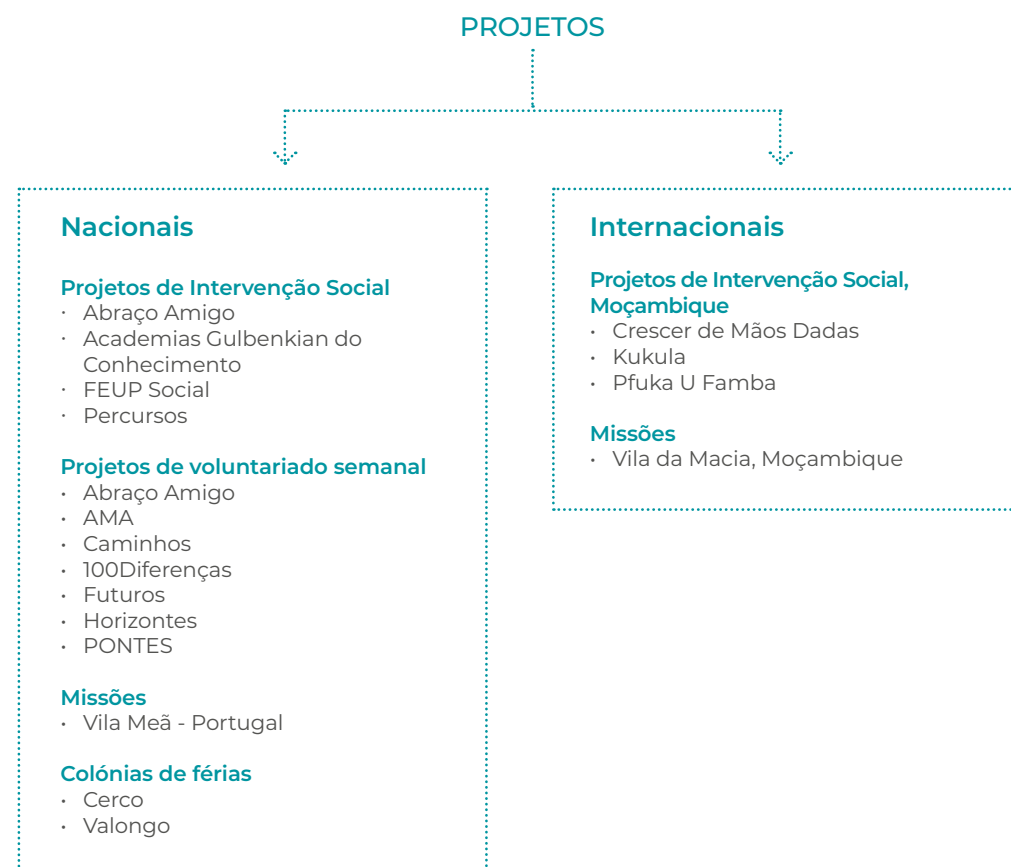 PROJETOS
Nacionais
Projetos de Intervenção Social
· Abraço Amigo
· Academias Gulbenkian do
Conhecimento
· FEUP Social
· Percursos
Projetos de voluntariado semanal
• Abraço Amigo
• AMA
• Caminhos
• 100Diferenças
• Futuros
• Horizontes
• PONTES
Missões
• Vila Meã - Portugal
Colónias de férias
• Cerco
• Valongo
Internacionais
Projetos de Intervenção Social,
Moçambique
• Crescer de Mãos Dadas
• Kukula
• Pfuka U Famba
Missões
• Vila da Macia, Moçambique